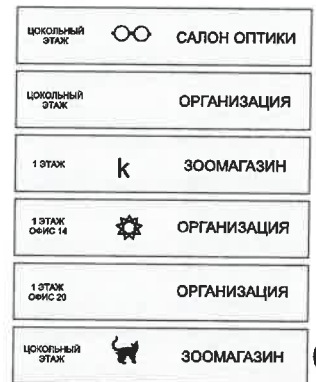 ЦОКОЛЬНЫЙ
ЭТАЖ
САЛОН ОПТИКИ
ЦОКОЛЬНЫЙ
ЭТАЖ
ОРГАНИЗАЦИЯ
1 ЭТАЖ
k
ЗООМАГАЗИН
1 ЭТАЖ
ОФИС 14
ОРГАНИЗАЦИЯ
1 ЭТАЖ
ОФИС 20
ОРГАНИЗАЦИЯ
ЦОКОЛЬНЫЙ
ЭТАЖ
ЗООМАГАЗИН